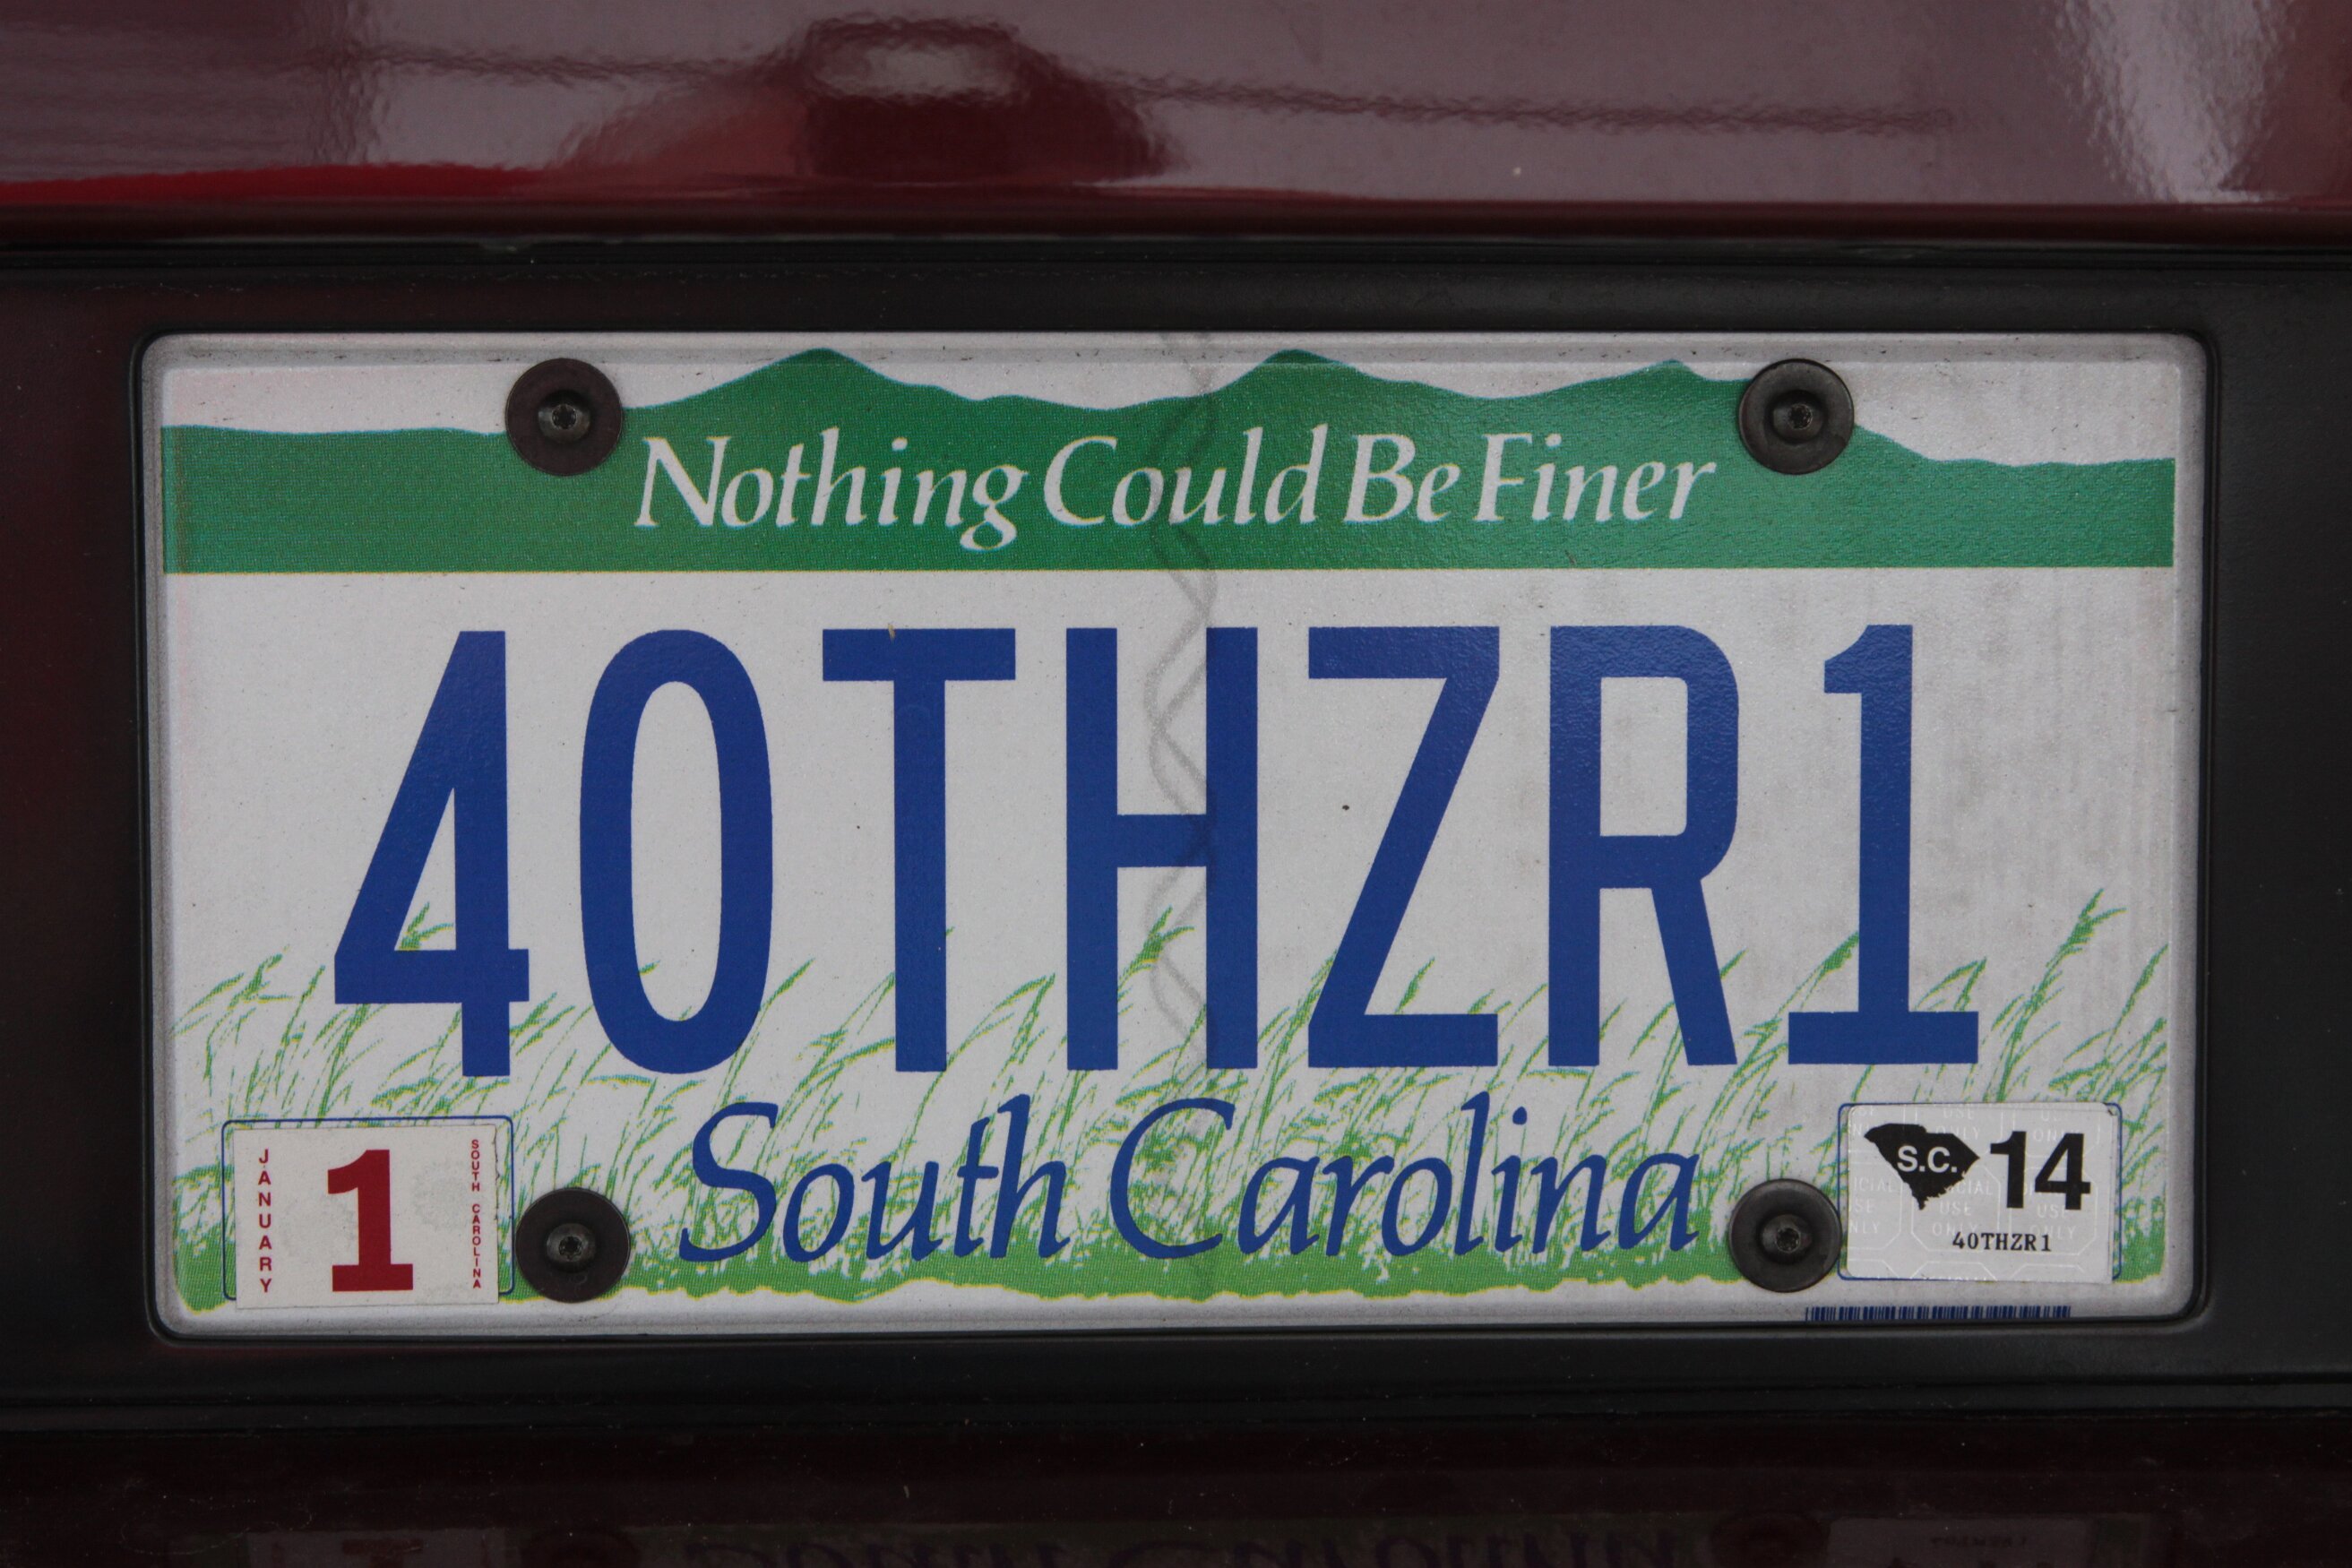 Nothing Could Be Finer
40THZR1
South Carolina
JANUARY
1
SOUTH CAROLINA
S.C. 14
40THZR1